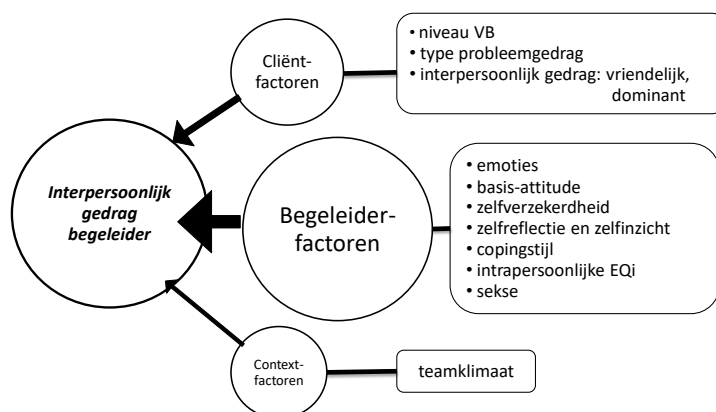 • niveau VB
• type probleemgedrag
• interpersoonlijk gedrag: vriendelijk,
dominant
Cliënt-
factoren
Interpersoonlijk
gedrag
begeleider
Begeleider-
factoren
• emoties
• basis-attitude
• zelfverzekerdheid
• zelfreflectie en zelfinzicht
• copingstijl
• intrapersoonlijke EQi
• sekse
Context-
factoren
teamklimaat